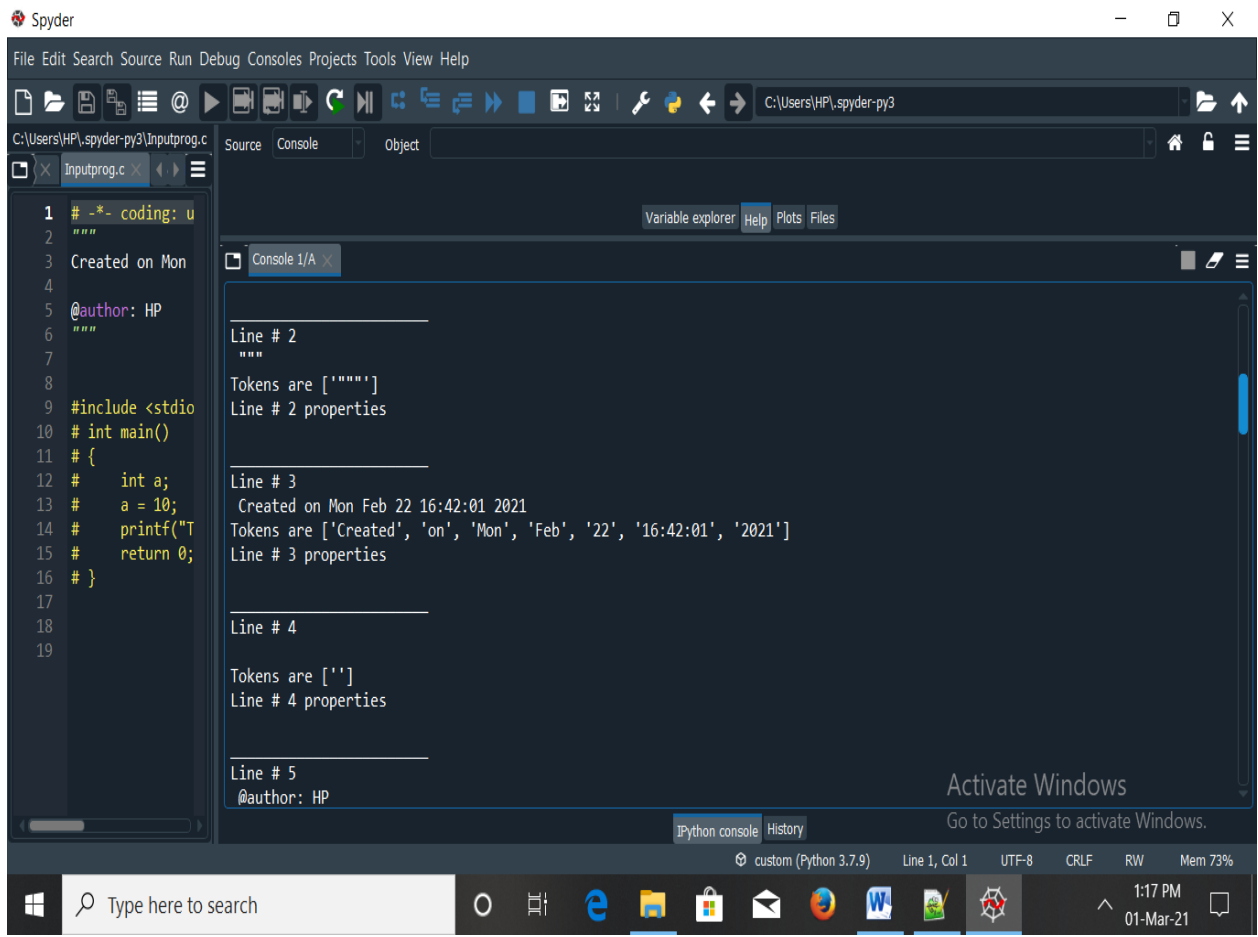 Spyder
File Edit Search Source Run Debug Consoles Projects Tools View Help
C:\Users\HP\.spyder-py3
C:\Users\HP\.spyder-py3\Inputprog.c
Inputprog.c
1 # -*- coding: u
2 """
3 Created on Mon
4
5 @author: HP
6 """
7
8
9 #include <stdio
10 # int main()
11 # {
12 #     int a;
13 #     a = 10;
14 #     printf("T
15 #     return 0;
16 # }
17
18
19
Source Console Object
Variable explorer Help Plots Files
Console 1/A
Line # 2
"""
Tokens are ['"""']
Line # 2 properties
Line # 3
Created on Mon Feb 22 16:42:01 2021
Tokens are ['Created', 'on', 'Mon', 'Feb', '22', '16:42:01', '2021']
Line # 3 properties
Line # 4
Tokens are ['']
Line # 4 properties
Line # 5
@author: HP
Activate Windows
Go to Settings to activate Windows.
IPython console History
custom (Python 3.7.9) Line 1, Col 1 UTF-8 CRLF RW Mem 73%
Type here to search
1:17 PM
01-Mar-21